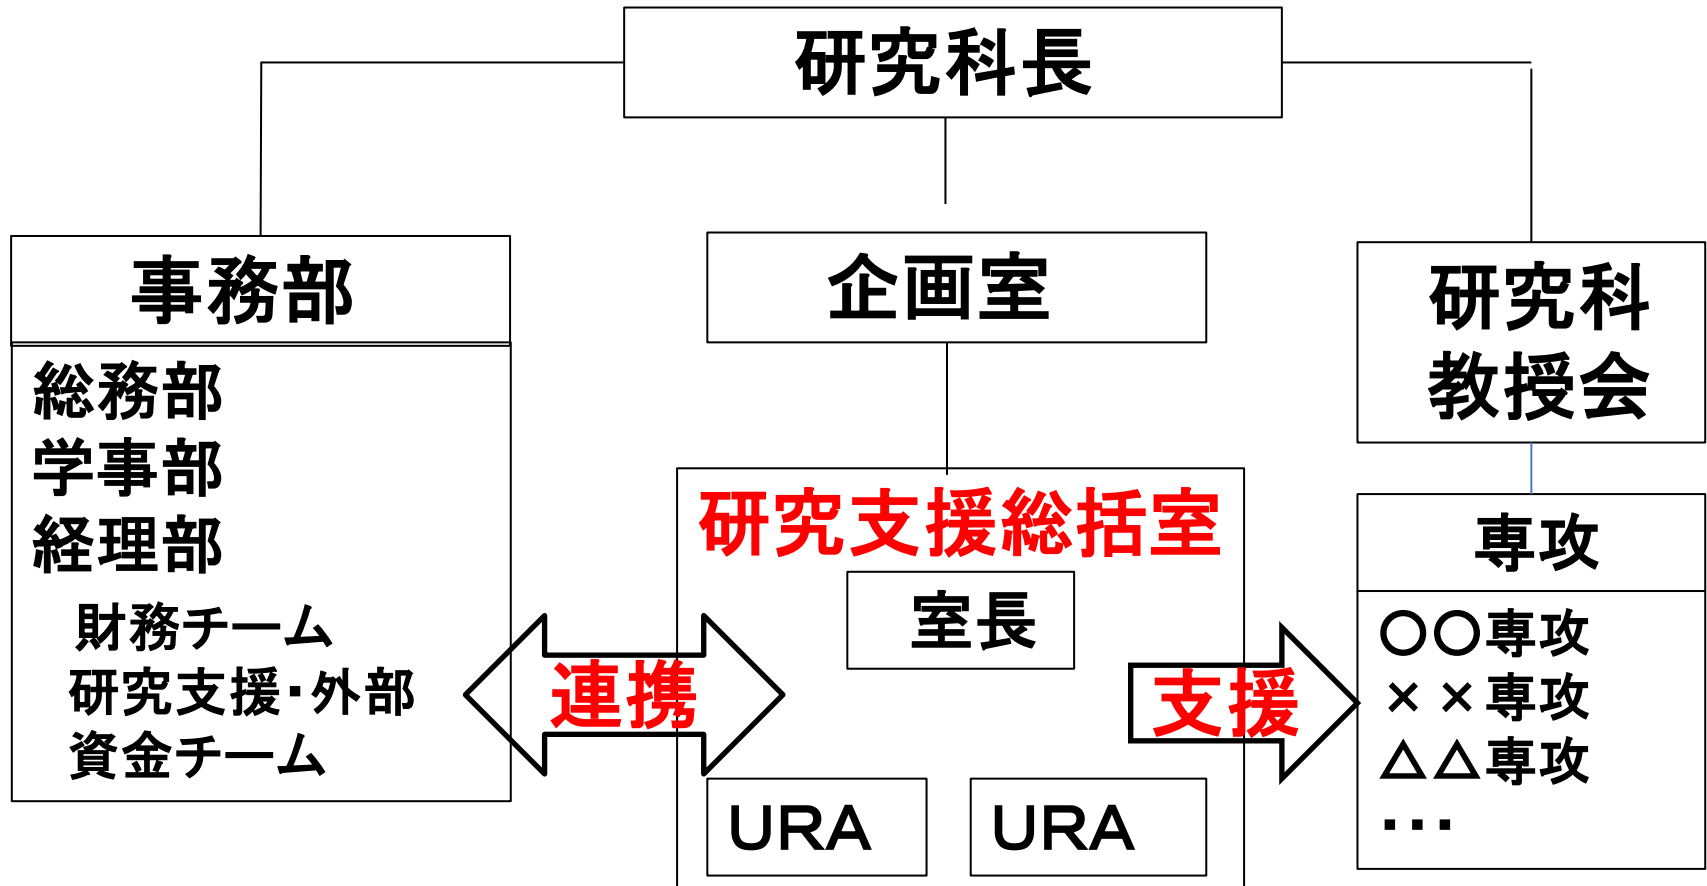 研究科長
事務部
総務部
学事部
経理部
財務チーム
研究支援・外部
資金チーム
連携
企画室
研究支援総括室
室長
URA
URA
支援
研究科
教授会
専攻
○○専攻
××専攻
△△専攻
・・・